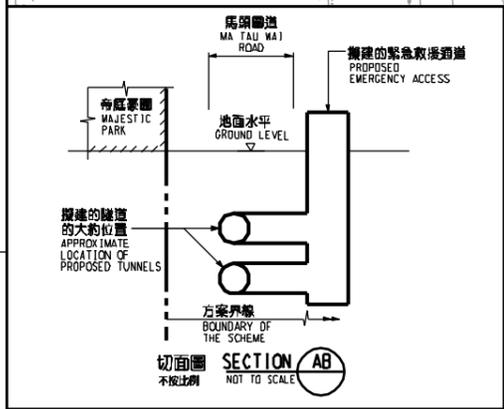 馬頭圍道
MA TAU WAI
ROAD
擬建的緊急救援通道
PROPOSED
EMERGENCY ACCESS
帝庭豪園
MAJESTIC
PARK
地面水平
GROUND LEVEL
擬建的隧道
的大約位置
APPROXIMATE
LOCATION OF
PROPOSED TUNNELS
方案界線
BOUNDARY OF
THE SCHEME
切面圖
不按比例
SECTION
NOT TO SCALE
AB